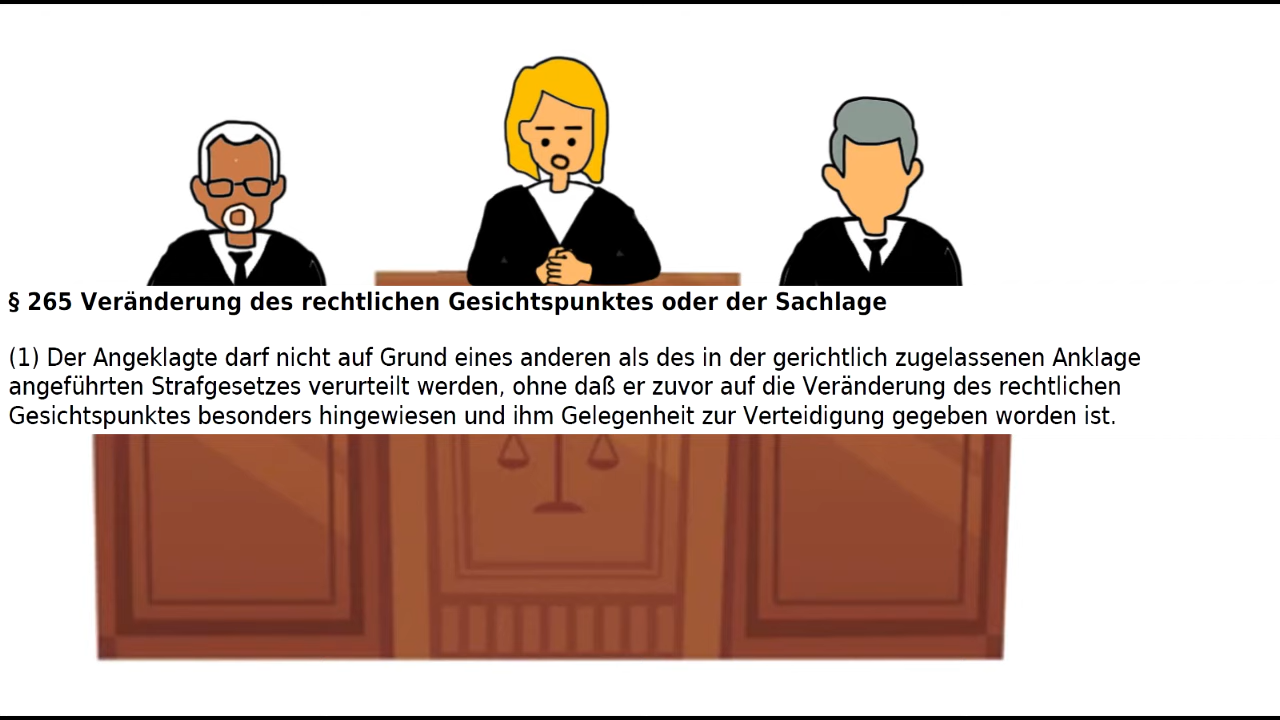 § 265 Veränderung des rechtlichen Gesichtspunktes oder der Sachlage
(1) Der Angeklagte darf nicht auf Grund eines anderen als des in der gerichtlich zugelassenen Anklage
angeführten Strafgesetzes verurteilt werden, ohne daß er zuvor auf die Veränderung des rechtlichen
Gesichtspunktes besonders hingewiesen und ihm Gelegenheit zur Verteidigung gegeben worden ist.